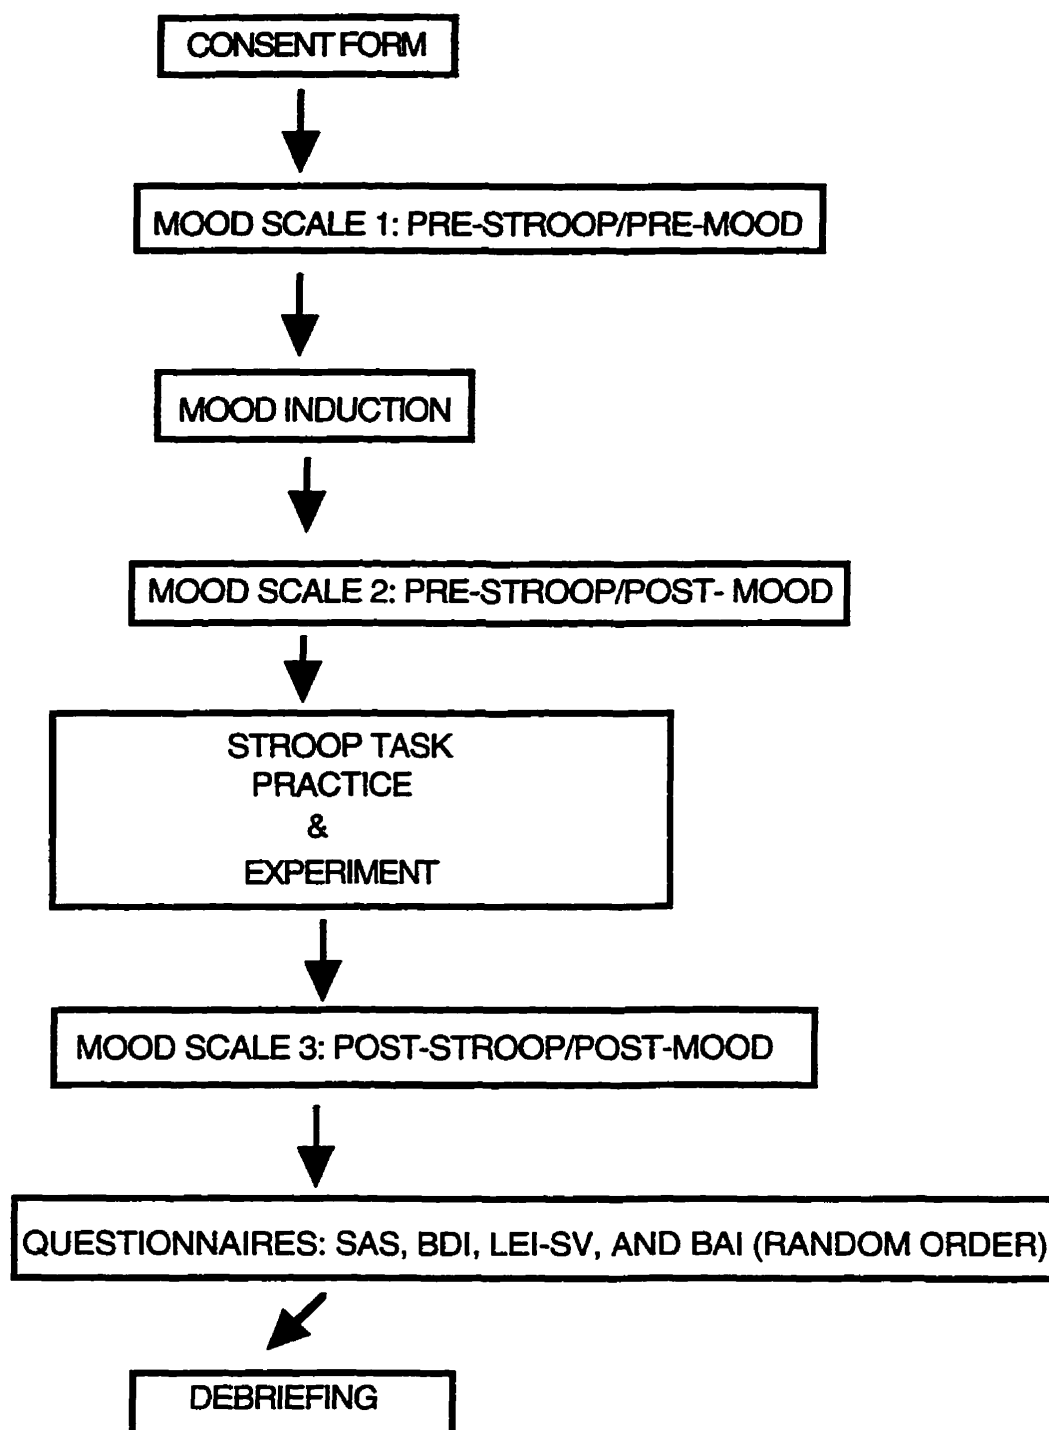 CONSENT FORM
MOOD SCALE 1: PRE-STROOP/PRE-MOOD
MOOD INDUCTION
MOOD SCALE 2: PRE-STROOP/POST- MOOD
STROOP TASK
PRACTICE
&
EXPERIMENT
MOOD SCALE 3: POST-STROOP/POST-MOOD
QUESTIONNAIRES: SAS, BDI, LEI-SV, AND BAI (RANDOM ORDER)
DEBRIEFING